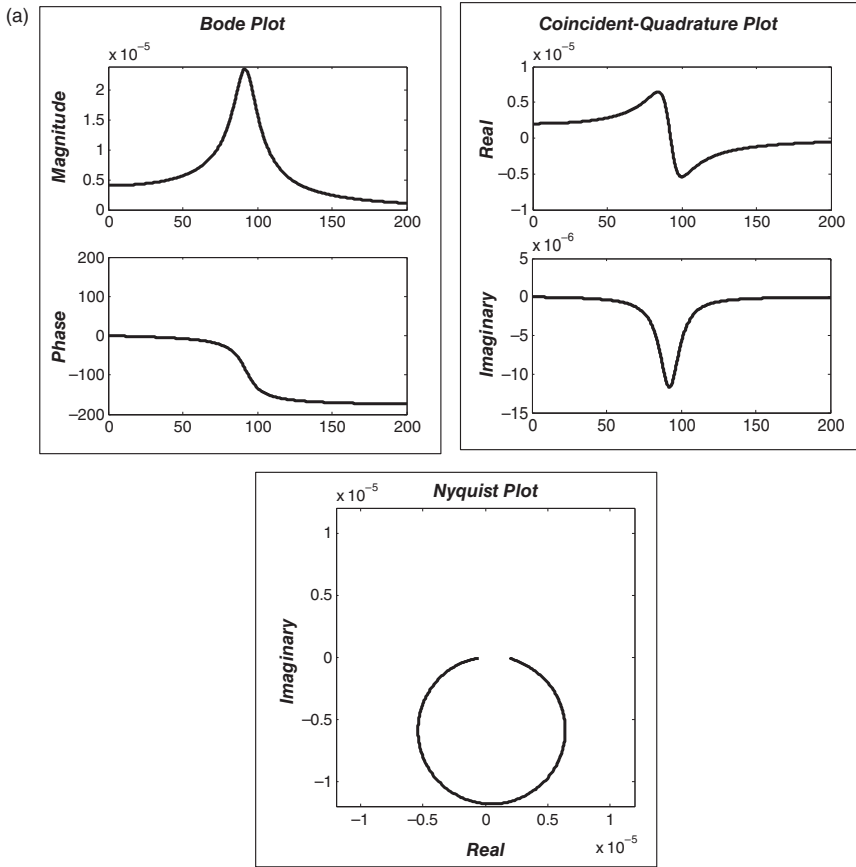 (a)
Bode Plot
x 10⁻⁵
Magnitude
2
1.5
1
0.5
0
0 50 100 150 200
Phase
200
100
0
−100
−200
0 50 100 150 200
Coincident-Quadrature Plot
x 10⁻⁵
Real
1
0.5
0
−0.5
−1
0 50 100 150 200
x 10⁻⁶
Imaginary
5
0
−5
−10
−15
0 50 100 150 200
Nyquist Plot
x 10⁻⁵
Imaginary
1
0.5
0
−0.5
−1
−1 −0.5 0 0.5 1
x 10⁻⁵
Real